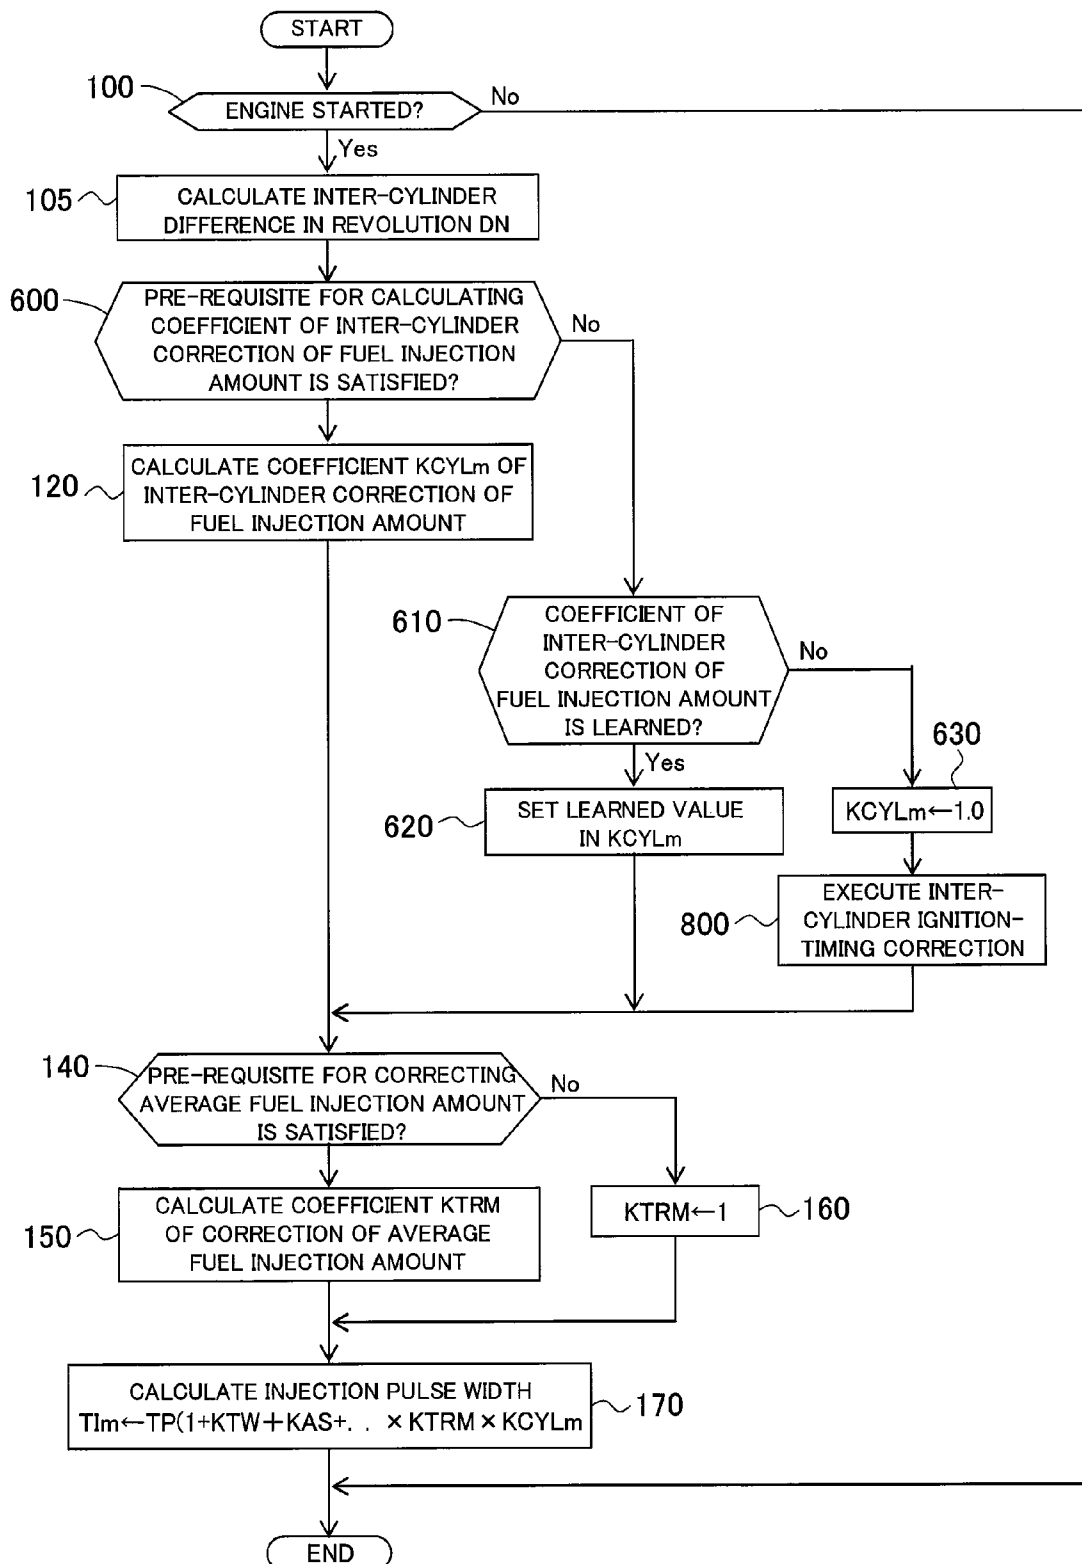 START
100
ENGINE STARTED?
No
Yes
105
CALCULATE INTER-CYLINDER
DIFFERENCE IN REVOLUTION DN
600
PRE-REQUISITE FOR CALCULATING
COEFFICIENT OF INTER-CYLINDER
CORRECTION OF FUEL INJECTION
AMOUNT IS SATISFIED?
No
120
CALCULATE COEFFICIENT KCYLm OF
INTER-CYLINDER CORRECTION OF
FUEL INJECTION AMOUNT
610
COEFFICIENT OF
INTER-CYLINDER
CORRECTION OF
FUEL INJECTION AMOUNT
IS LEARNED?
No
Yes
630
KCYLm←1.0
620
SET LEARNED VALUE
IN KCYLm
800
EXECUTE INTER-
CYLINDER IGNITION-
TIMING CORRECTION
140
PRE-REQUISITE FOR CORRECTING
AVERAGE FUEL INJECTION AMOUNT
IS SATISFIED?
No
150
CALCULATE COEFFICIENT KTRM
OF CORRECTION OF AVERAGE
FUEL INJECTION AMOUNT
KTRM←1
160
CALCULATE INJECTION PULSE WIDTH
TIm←TP(1+KTW+KAS+. . ×KTRM×KCYLm
170
END